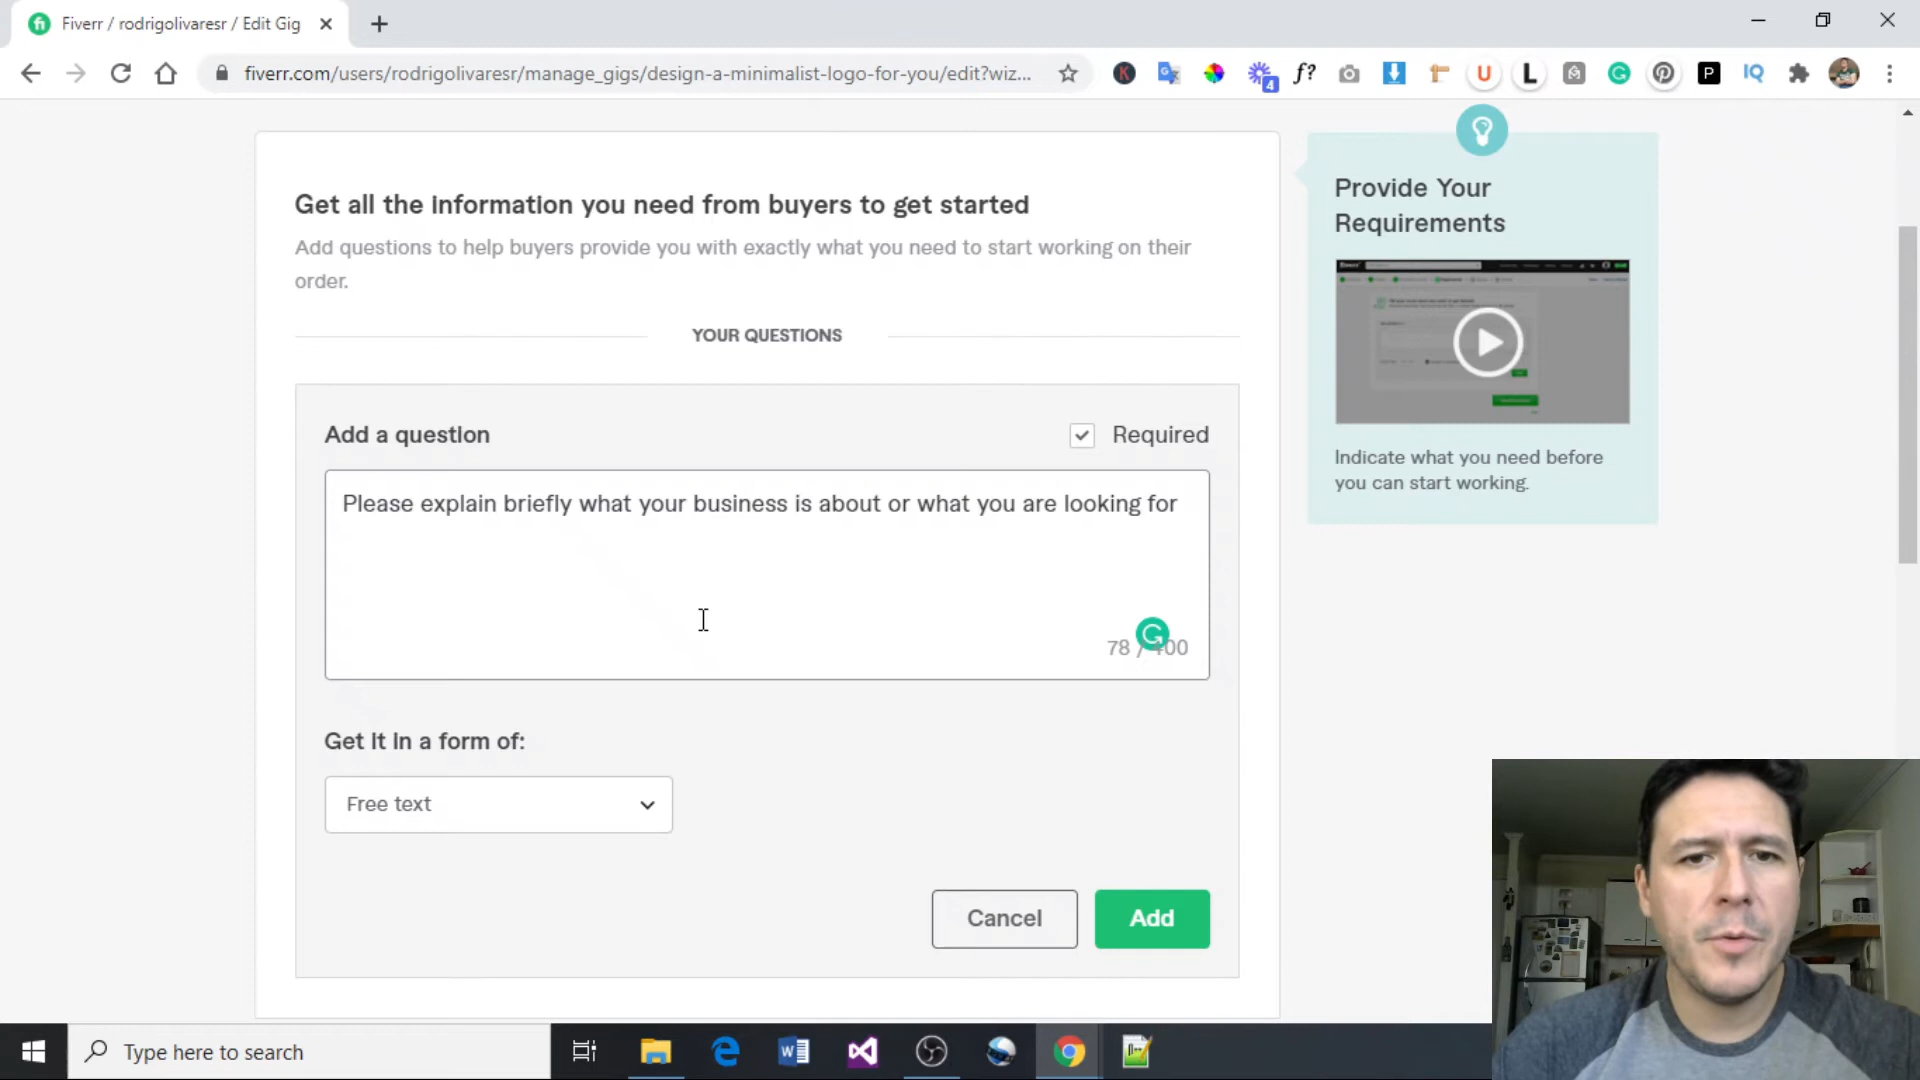 Fiverr / rodrigolivaresr / Edit Gig
fiverr.com/users/rodrigolivaresr/manage_gigs/design-a-minimalist-logo-for-you/edit?wiz...
4
f?
U
L
P
IQ
Get all the information you need from buyers to get started
Add questions to help buyers provide you with exactly what you need to start working on their
order.
YOUR QUESTIONS
Add a question
Required
Please explain briefly what your business is about or what you are looking for
78 / 400
Get it in a form of:
Free text
Cancel
Add
Provide Your
Requirements
Indicate what you need before
you can start working.
Type here to search